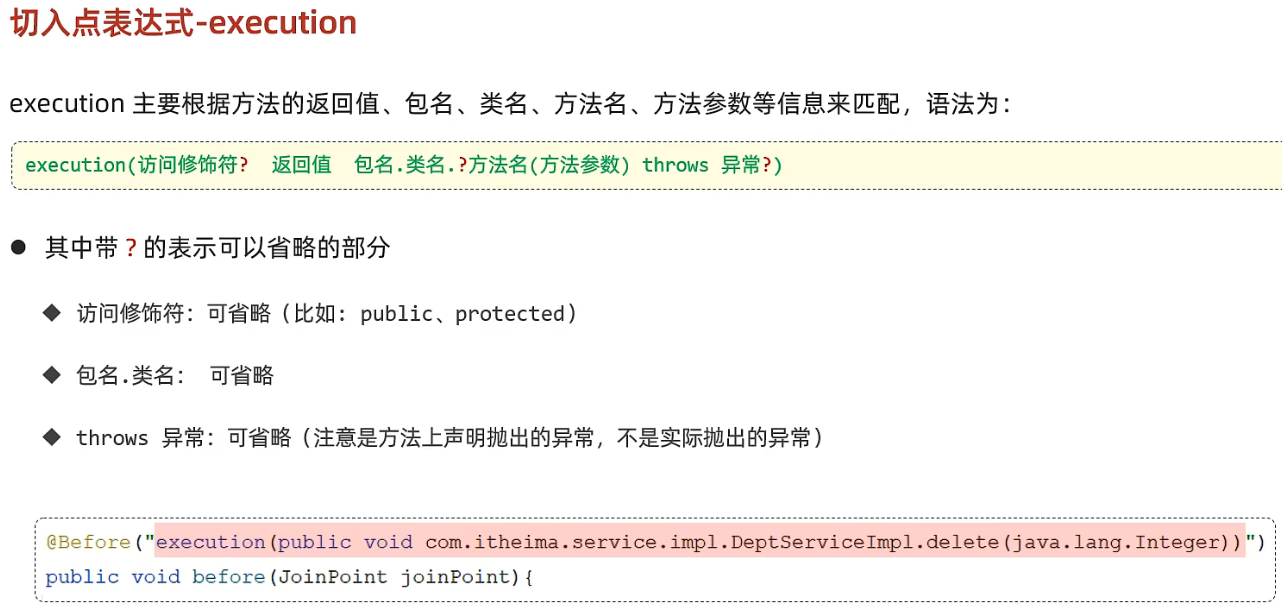 切入点表达式-execution
execution 主要根据方法的返回值、包名、类名、方法名、方法参数等信息来匹配，语法为：
execution(访问修饰符?  返回值  包名.类名.?方法名(方法参数) throws 异常?)
● 其中带 ? 的表示可以省略的部分
◆ 访问修饰符：可省略（比如: public、protected）
◆ 包名.类名： 可省略
◆ throws 异常：可省略（注意是方法上声明抛出的异常，不是实际抛出的异常）
@Before("execution(public void com.itheima.service.impl.DeptServiceImpl.delete(java.lang.Integer))")
public void before(JoinPoint joinPoint){